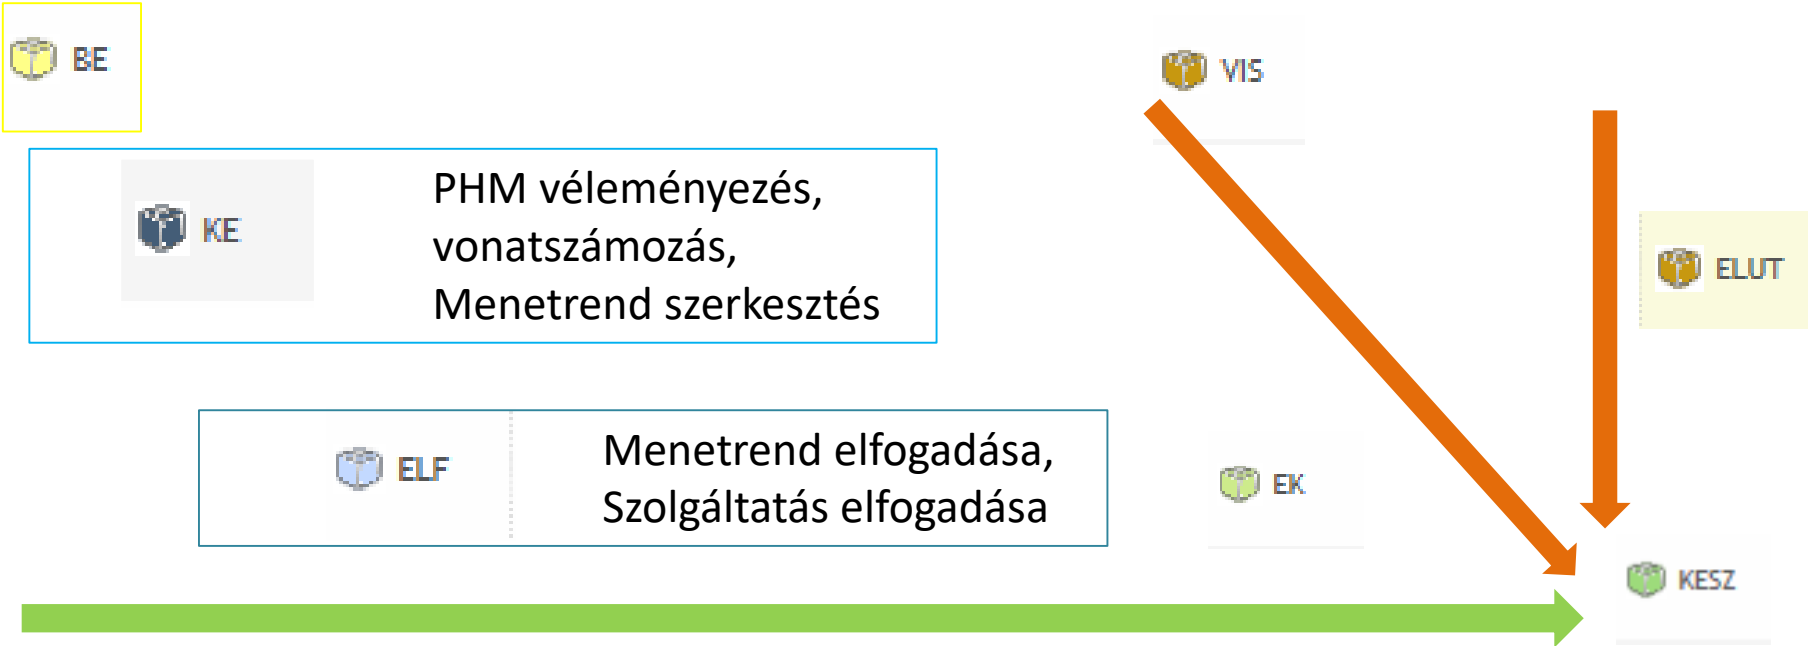 BE
VIS
KE
PHM véleményezés,
vonatszámozás,
Menetrend szerkesztés
ELUT
ELF
Menetrend elfogadása,
Szolgáltatás elfogadása
EK
KESZ